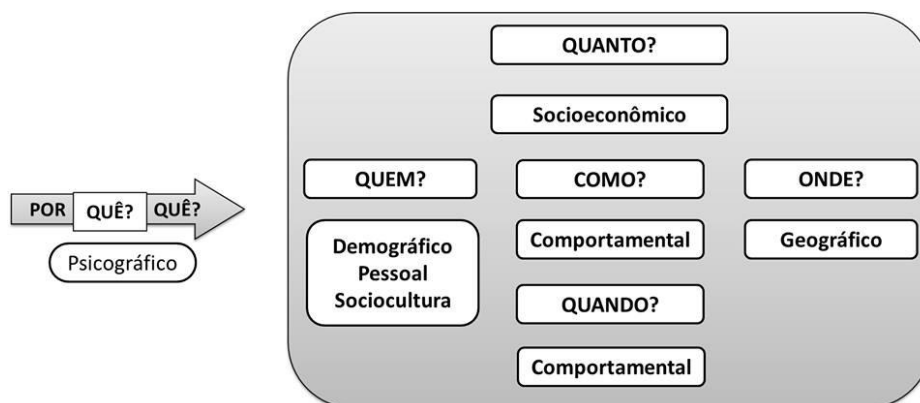 POR QUÊ? QUÊ?
Psicográfico
QUANTO?
Socioeconômico
QUEM?
Demográfico
Pessoal
Sociocultura
COMO?
Comportamental
QUANDO?
Comportamental
ONDE?
Geográfico